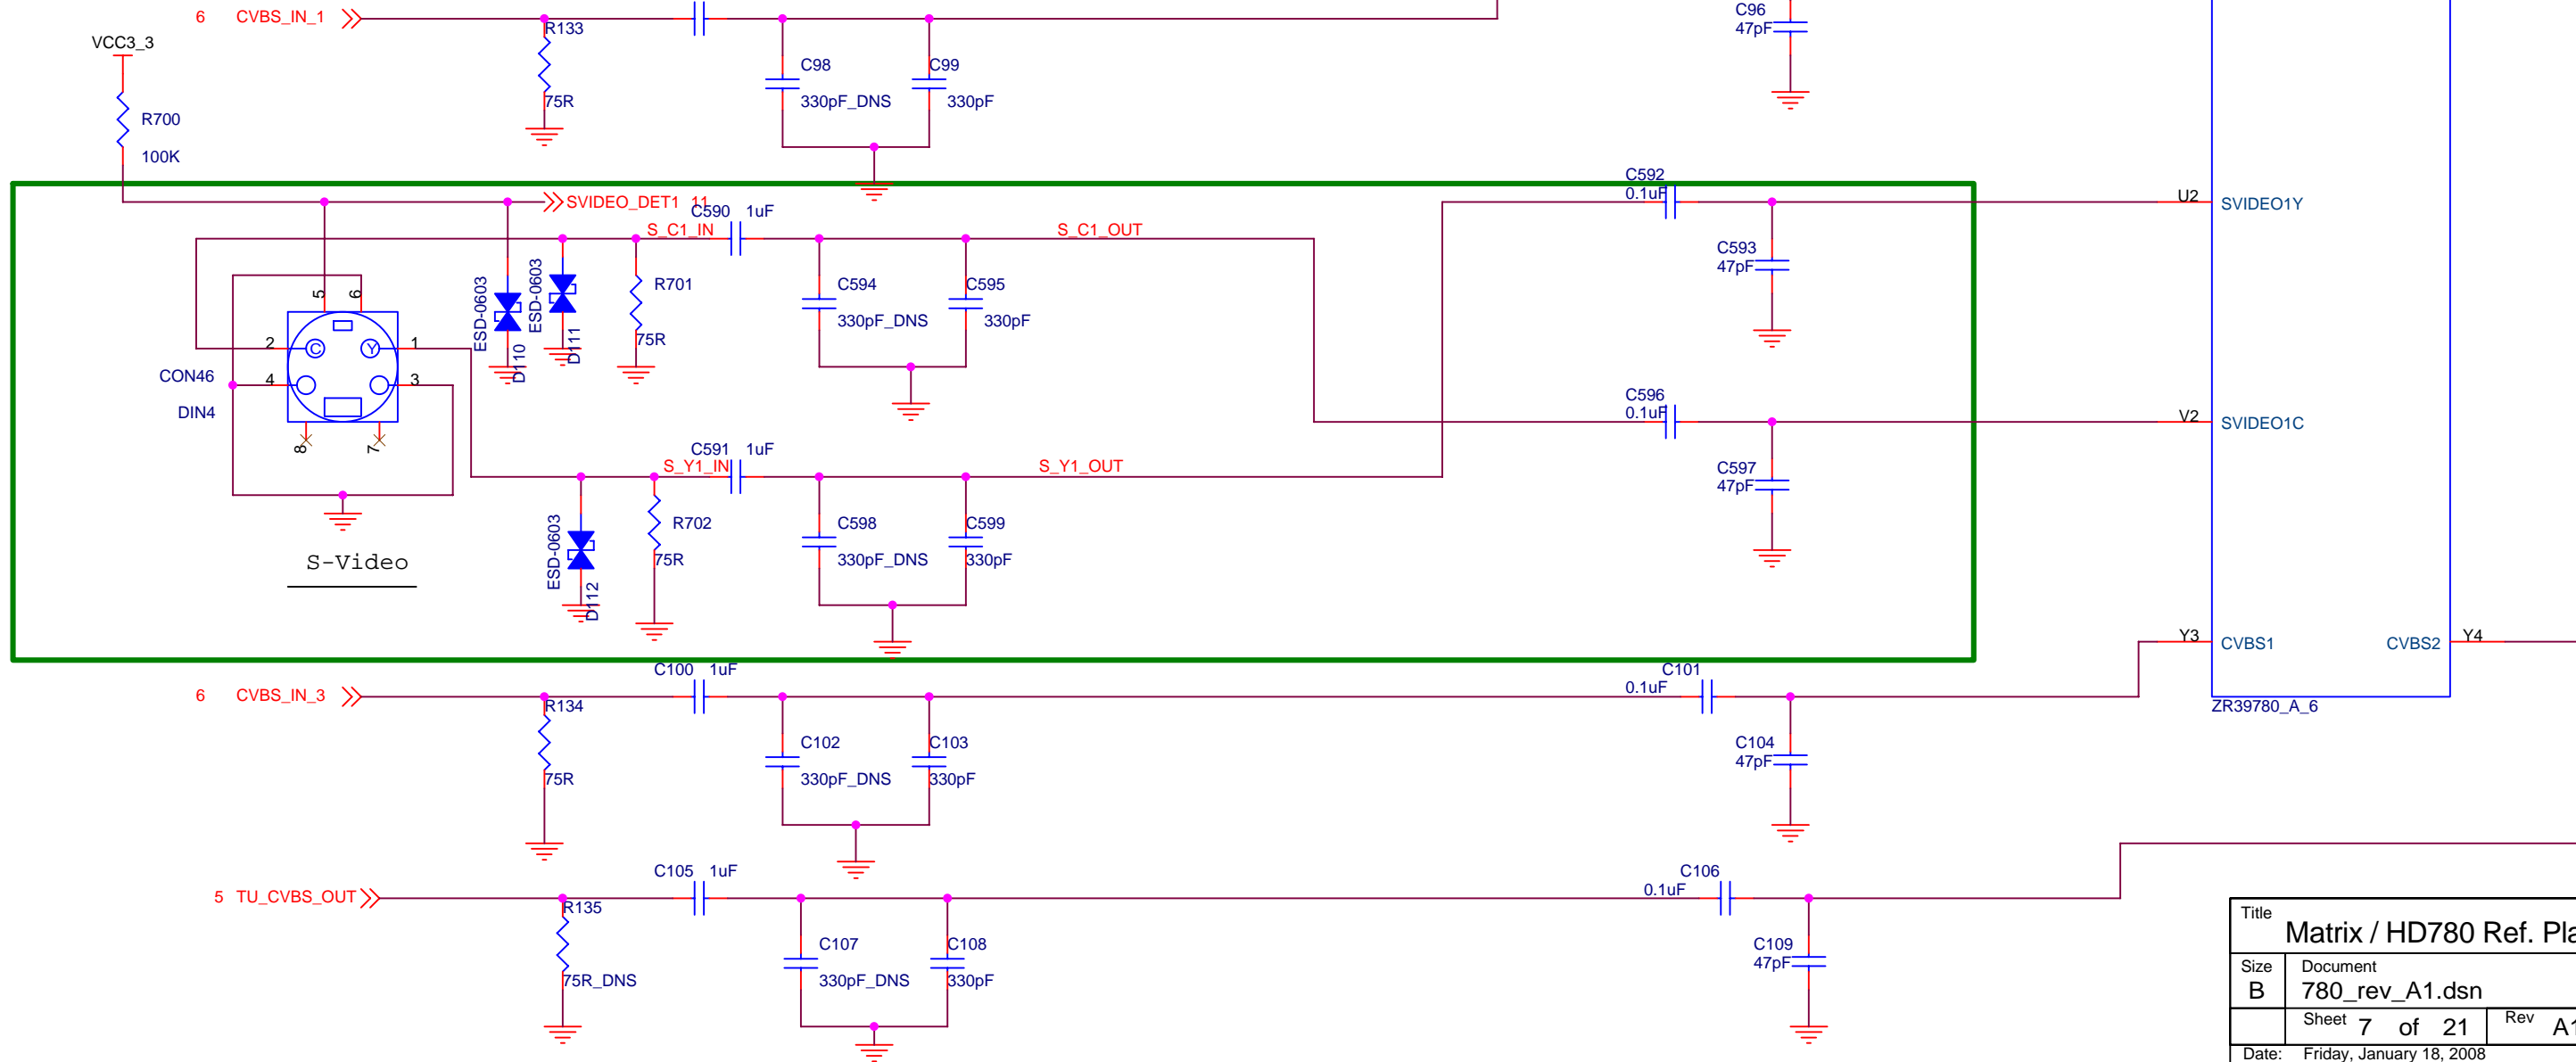 6 CVBS_IN_1
R133
75R
C98
330pF_DNS
C99
330pF
C96
47pF
VCC3_3
R700
100K
SVIDEO_DET1 11
C590 1uF
S_C1_IN
S_C1_OUT
C592
0.1uF
U2 SVIDEO1Y
C593
47pF
ESD-0603
D110
ESD-0603
D111
R701
75R
C594
330pF_DNS
C595
330pF
5
6
2
C
Y
1
4
3
8
7
CON46
DIN4
C596
0.1uF
V2 SVIDEO1C
C597
47pF
C591 1uF
S_Y1_IN
S_Y1_OUT
ESD-0603
D112
R702
75R
C598
330pF_DNS
C599
330pF
S-Video
Y3 CVBS1
CVBS2 Y4
ZR39780_A_6
6 CVBS_IN_3
C100 1uF
R134
75R
C102
330pF_DNS
C103
330pF
C101
0.1uF
C104
47pF
5 TU_CVBS_OUT
C105 1uF
R135
75R_DNS
C107
330pF_DNS
C108
330pF
C106
0.1uF
C109
47pF
Title
Matrix / HD780 Ref. Pla
Size Document
B 780_rev_A1.dsn
Sheet 7 of 21 Rev A1
Date: Friday, January 18, 2008